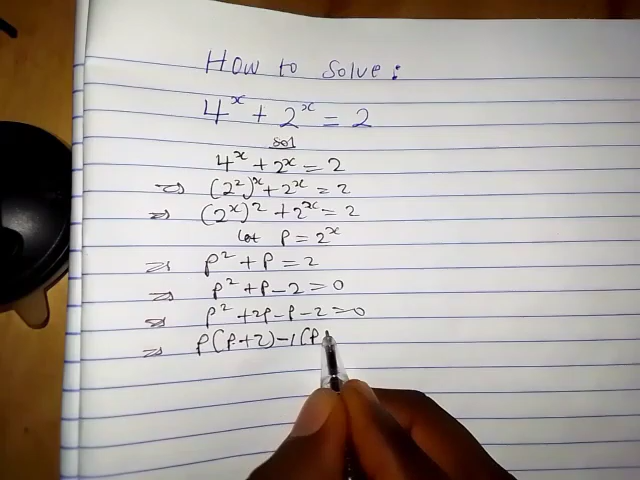 How to Solve:
4^x + 2^x = 2
sol
4^x + 2^x = 2
=> (2^2)^x + 2^x = 2
=> (2^x)^2 + 2^x = 2
let P = 2^x
=> P^2 + P = 2
=> P^2 + P - 2 = 0
=> P^2 + 2P - P - 2 = 0
=> P(P+2) - 1(P